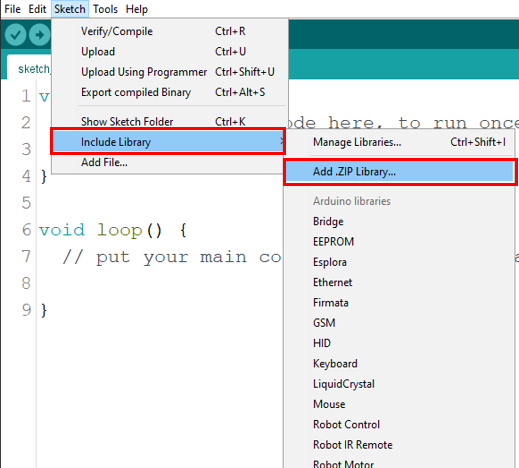 File Edit Sketch Tools Help
sketch_
Verify/Compile Ctrl+R
Upload Ctrl+U
Upload Using Programmer Ctrl+Shift+U
Export compiled Binary Ctrl+Alt+S
Show Sketch Folder Ctrl+K
Include Library
Add File...
Manage Libraries... Ctrl+Shift+I
Add .ZIP Library...
Arduino libraries
Bridge
EEPROM
Esplora
Ethernet
Firmata
GSM
HID
Keyboard
LiquidCrystal
Mouse
Robot Control
Robot IR Remote
Robot Motor
1 v
2 ode here, to run once
3
4 }
5
6 void loop() {
7 // put your main co
8
9 }